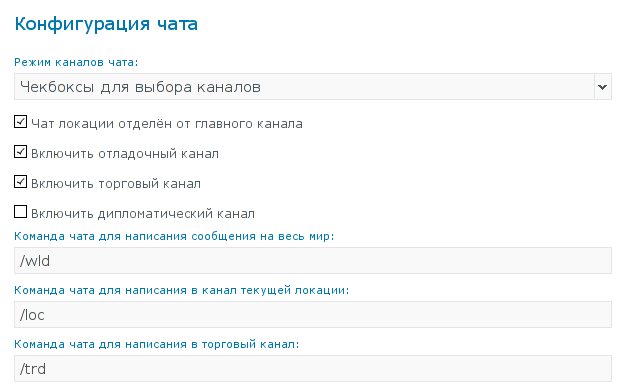 Конфигурация чата
Режим каналов чата:
Чекбоксы для выбора каналов
Чат локации отделён от главного канала
Включить отладочный канал
Включить торговый канал
Включить дипломатический канал
Команда чата для написания сообщения на весь мир:
/wld
Команда чата для написания в канал текущей локации:
/loc
Команда чата для написания в торговый канал:
/trd